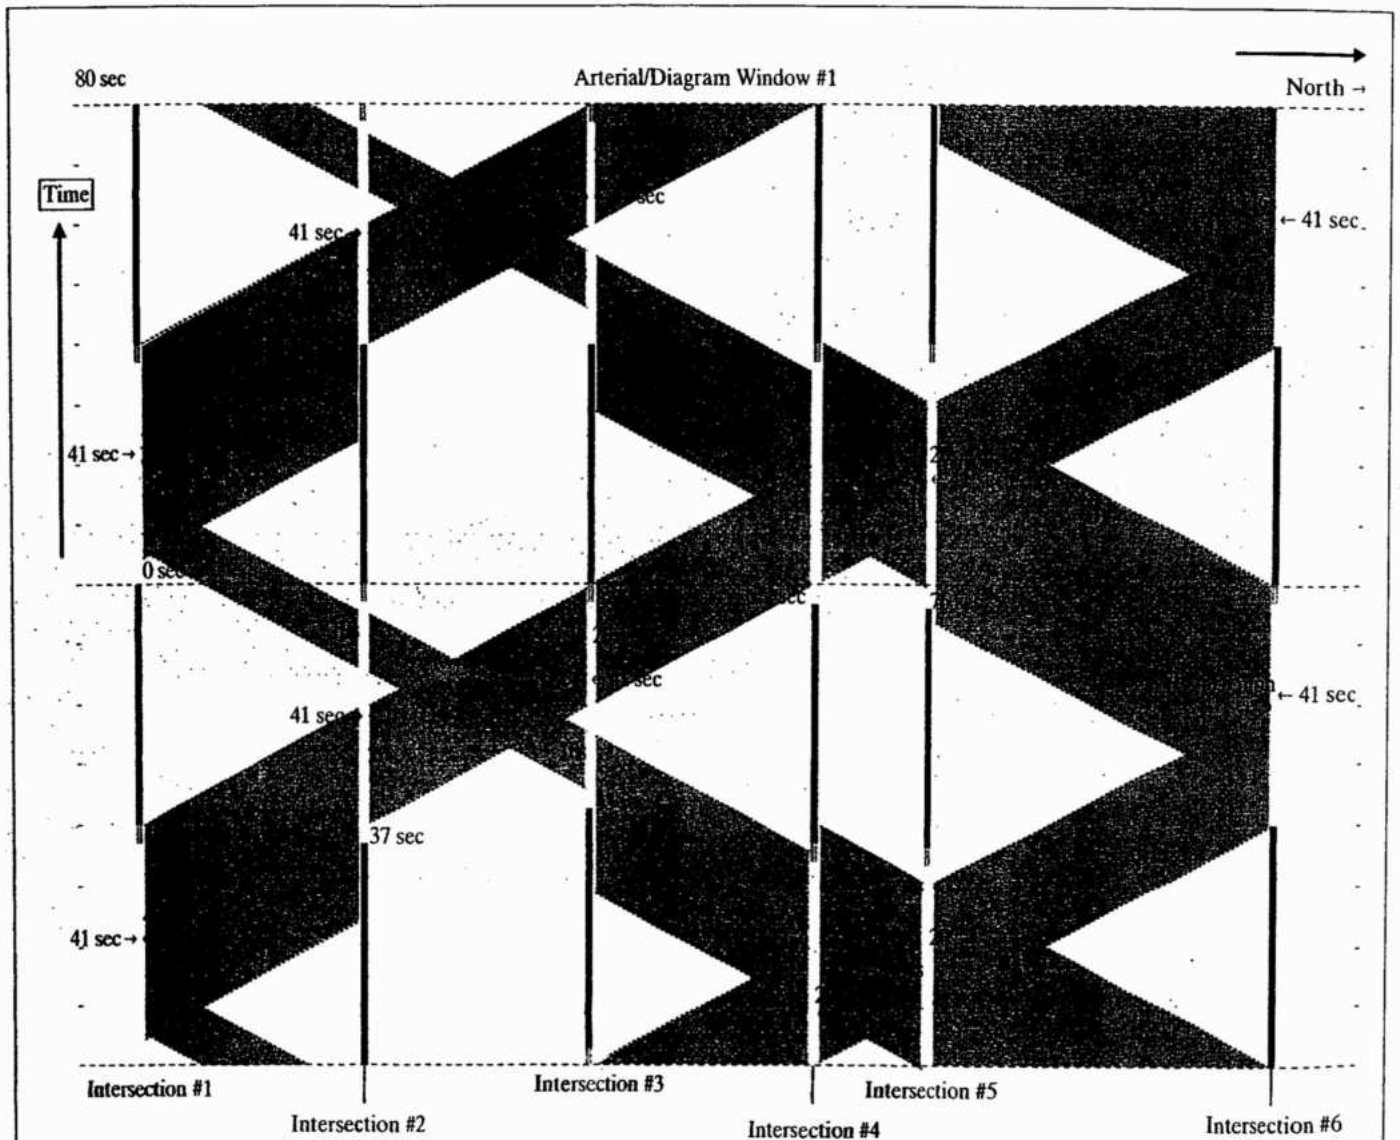 80 sec
Arterial/Diagram Window #1
North →
Time
sec
41 sec
← 41 sec
41 sec →
0 sec
sec
sec
41 sec
← 41 sec
37 sec
41 sec →
Intersection #1
Intersection #2
Intersection #3
Intersection #4
Intersection #5
Intersection #6